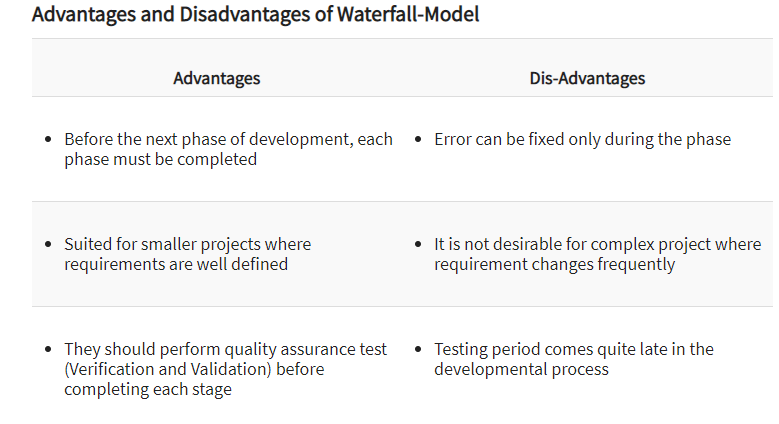 Advantages and Disadvantages of Waterfall-Model
Advantages
Dis-Advantages
• Before the next phase of development, each
phase must be completed
• Error can be fixed only during the phase
• Suited for smaller projects where
requirements are well defined
• It is not desirable for complex project where
requirement changes frequently
• They should perform quality assurance test
(Verification and Validation) before
completing each stage
• Testing period comes quite late in the
developmental process